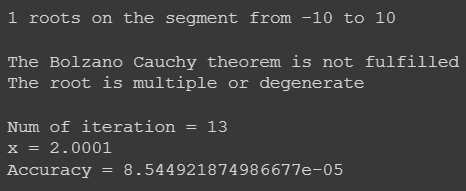 1 roots on the segment from -10 to 10
The Bolzano Cauchy theorem is not fulfilled
The root is multiple or degenerate
Num of iteration = 13
x = 2.0001
Accuracy = 8.544921874986677e-05